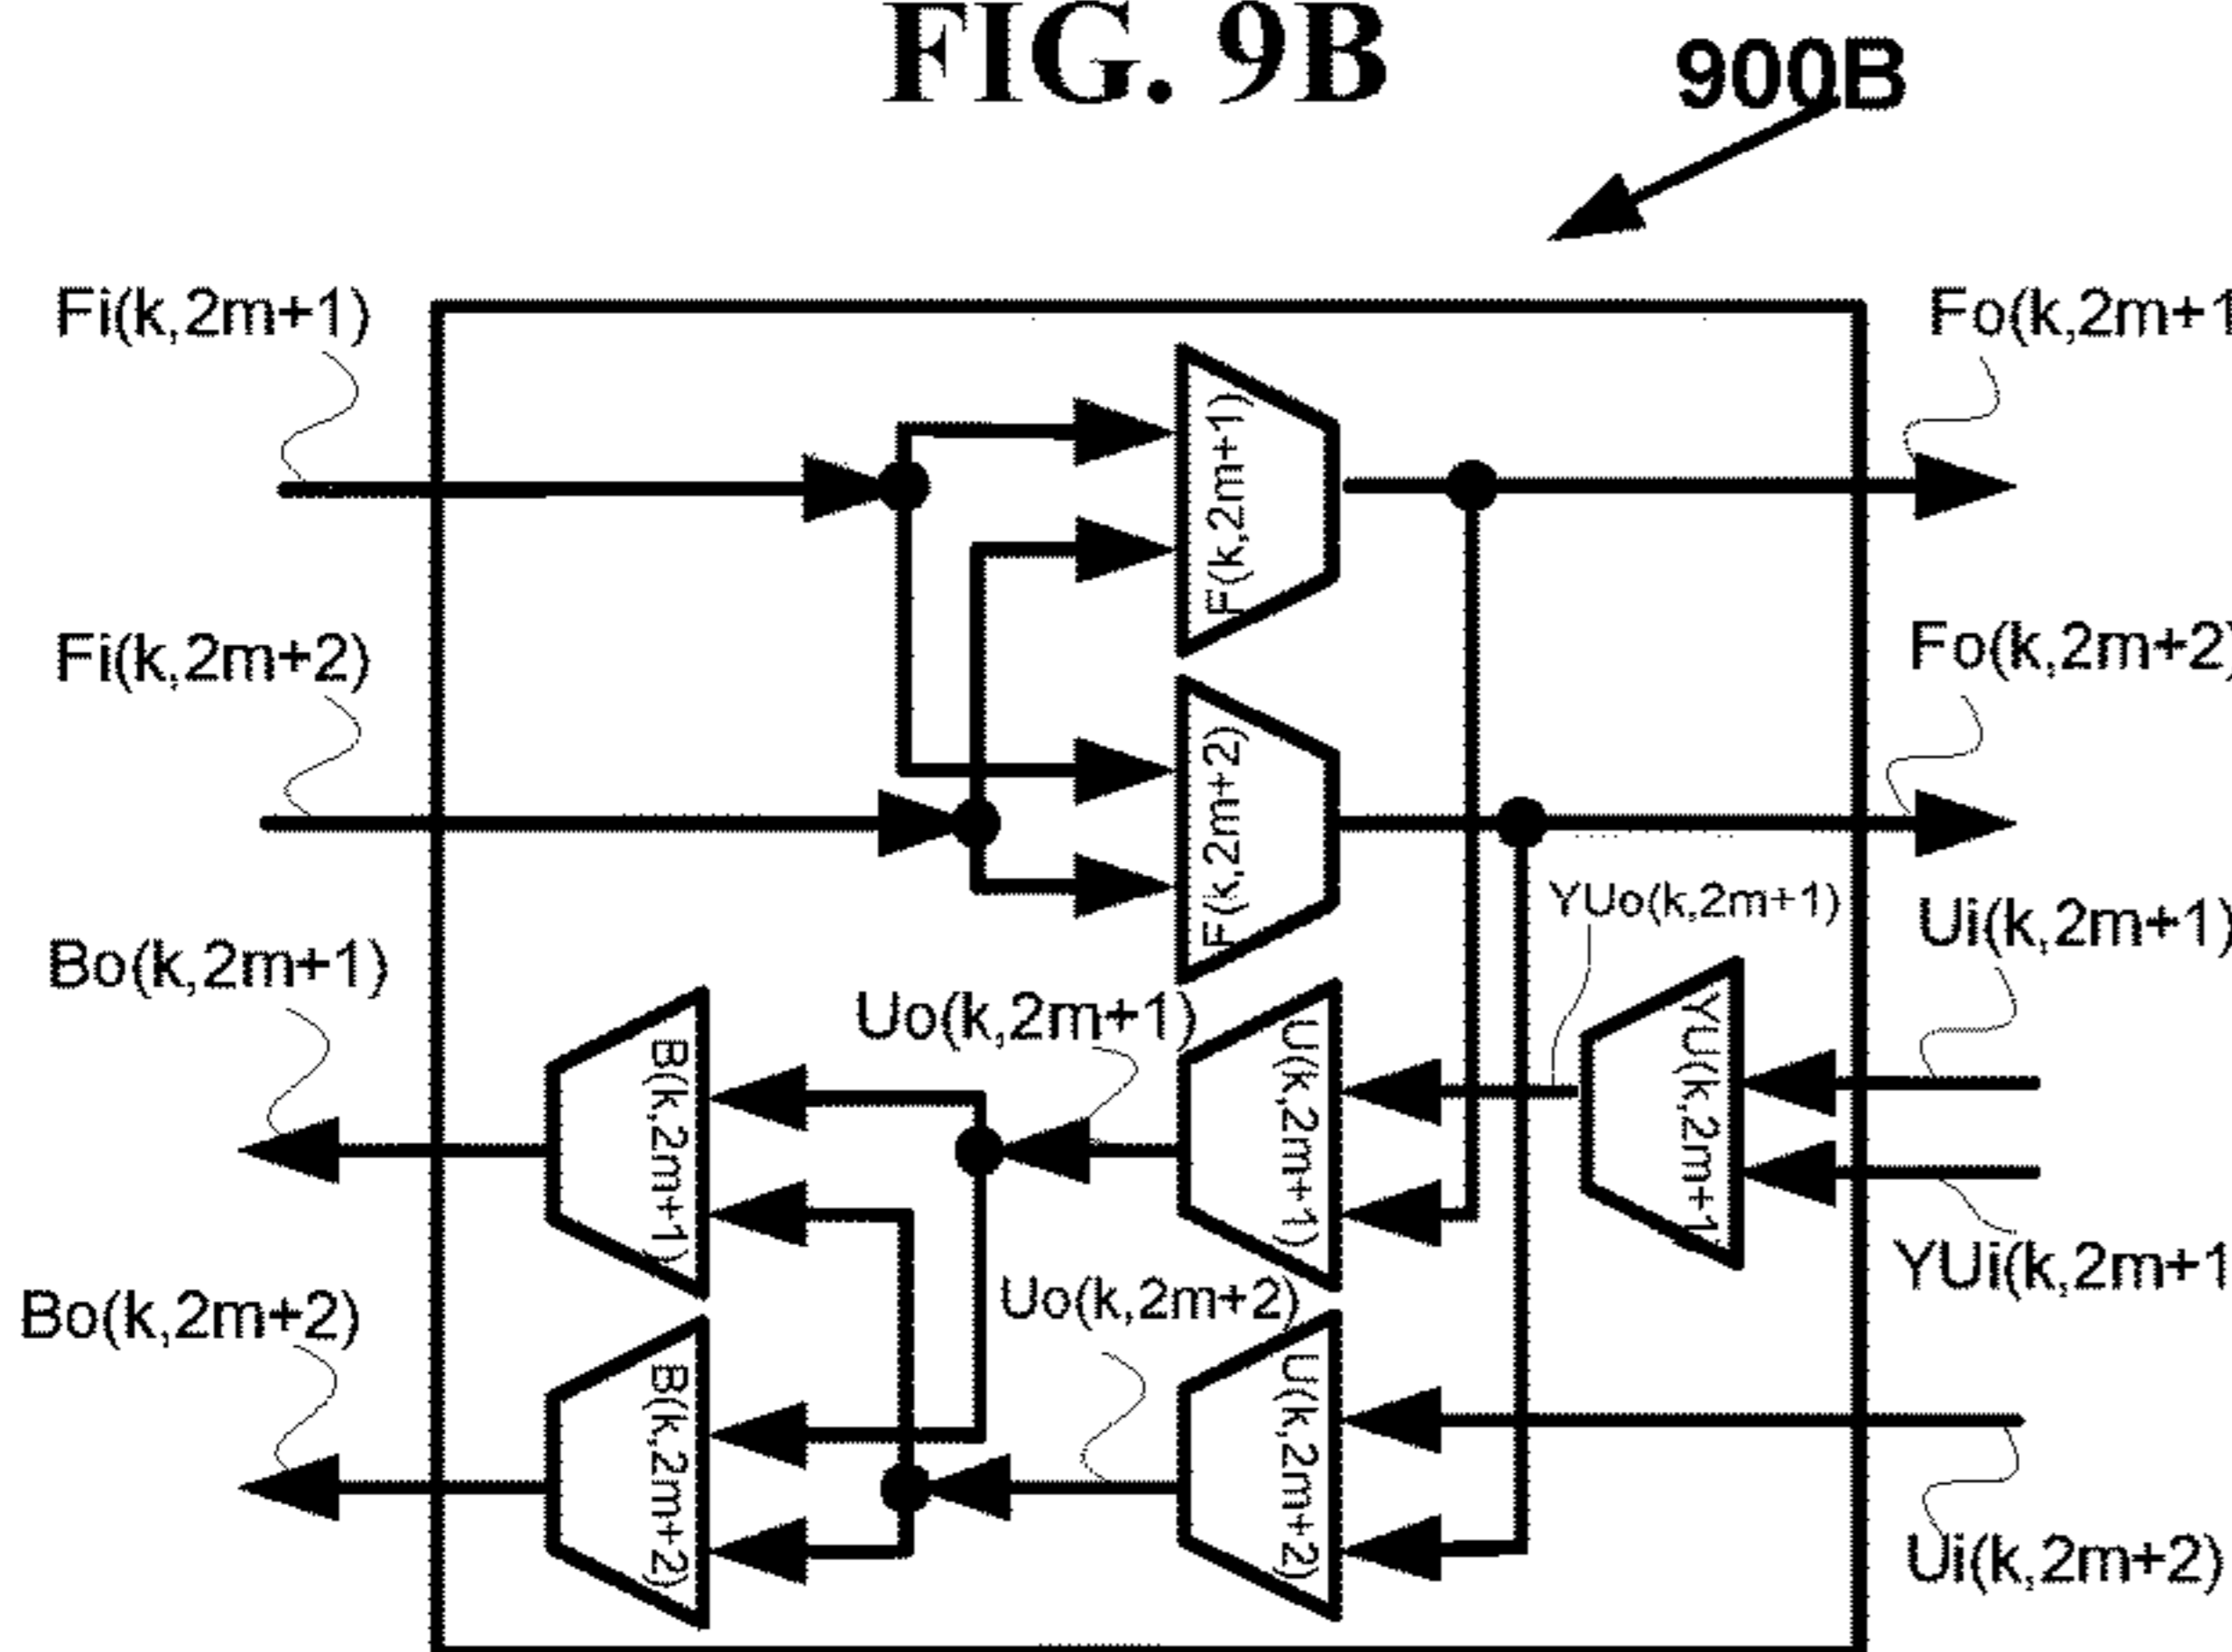 FIG. 9B
900B
Fi(k,2m+1)
Fo(k,2m+1
F(k,2m+1)
Fi(k,2m+2)
Fo(k,2m+2)
F(k,2m+2)
YUo(k,2m+1)
Ui(k,2m+1)
Bo(k,2m+1)
Uo(k,2m+1)
B(k,2m+1)
U(k,2m+1)
YU(k,2m+1
YUi(k,2m+1
Bo(k,2m+2)
Uo(k,2m+2)
B(k,2m+2)
U(k,2m+2)
Ui(k,2m+2)